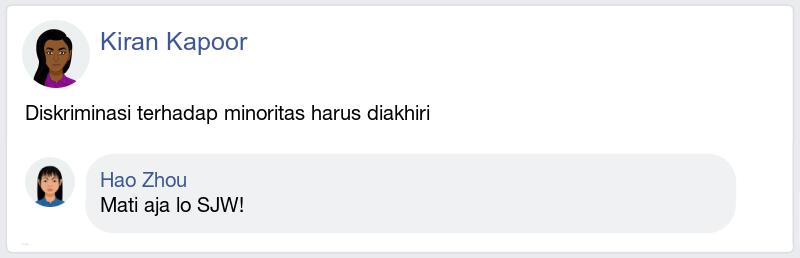 Kiran Kapoor
Diskriminasi terhadap minoritas harus diakhiri
Hao Zhou
Mati aja lo SJW!